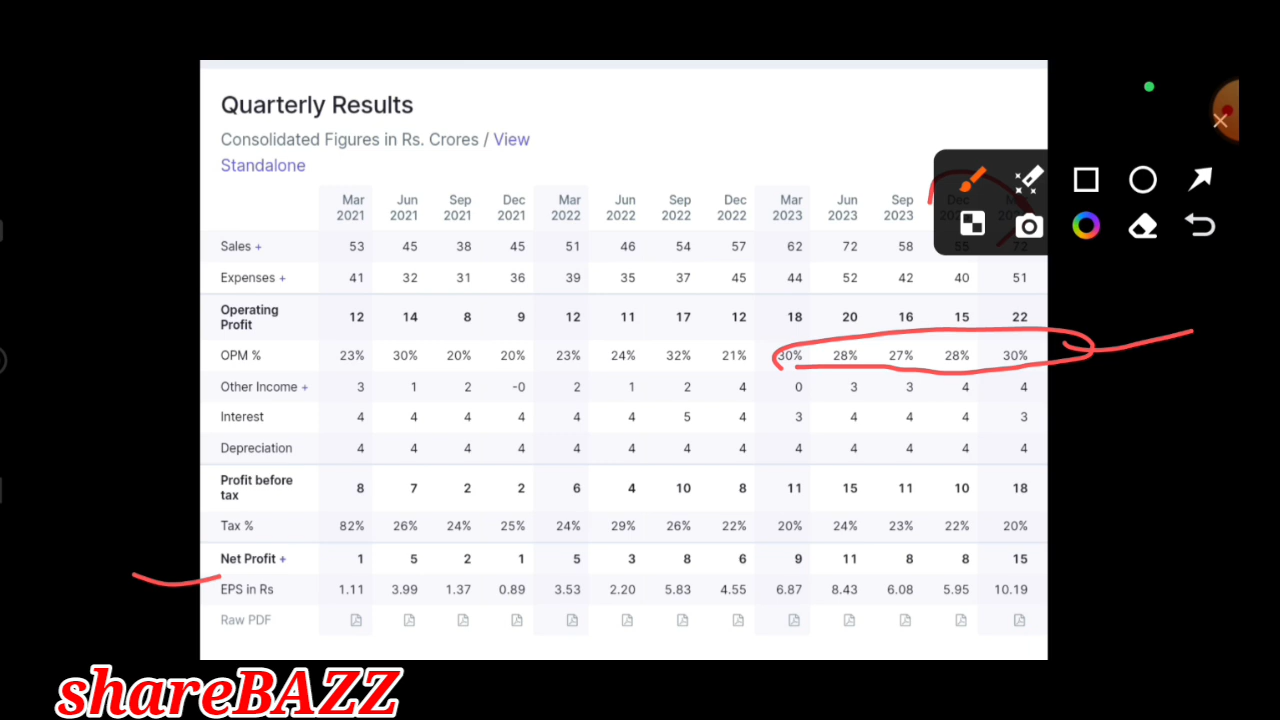 Quarterly Results
Consolidated Figures in Rs. Crores / View
Standalone
Mar Jun Sep Dec Mar Jun Sep Dec Mar Jun Sep Dec
2021 2021 2021 2021 2022 2022 2022 2022 2023 2023 2023
Sales + 53 45 38 45 51 46 54 57 62 72 58 55 72
Expenses + 41 32 31 36 39 35 37 45 44 52 42 40 51
Operating
Profit 12 14 8 9 12 11 17 12 18 20 16 15 22
OPM % 23% 30% 20% 20% 23% 24% 32% 21% 30% 28% 27% 28% 30%
Other Income + 3 1 2 -0 2 1 2 4 0 3 3 4 4
Interest 4 4 4 4 4 4 5 4 3 4 4 4 3
Depreciation 4 4 4 4 4 4 4 4 4 4 4 4 4
Profit before
tax 8 7 2 2 6 4 10 8 11 15 11 10 18
Tax % 82% 26% 24% 25% 24% 29% 26% 22% 20% 24% 23% 22% 20%
Net Profit + 1 5 2 1 5 3 8 6 9 11 8 8 15
EPS in Rs 1.11 3.99 1.37 0.89 3.53 2.20 5.83 4.55 6.87 8.43 6.08 5.95 10.19
Raw PDF
shareBAZZ